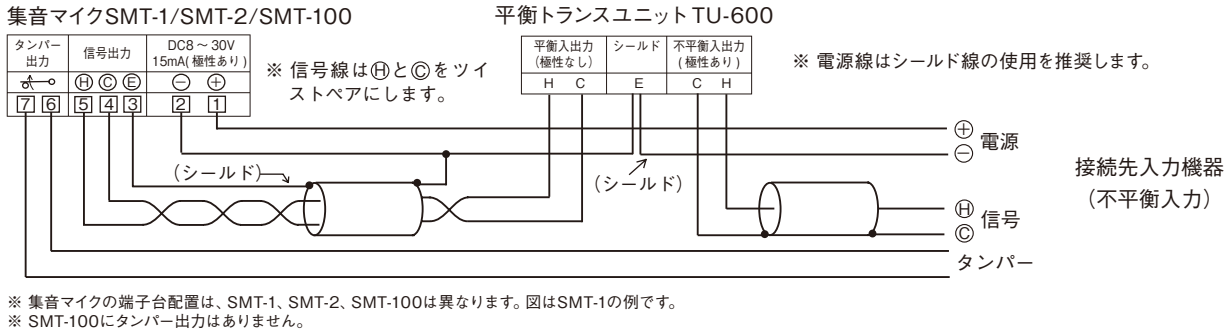 集音マイクSMT-1/SMT-2/SMT-100
平衡トランスユニット TU-600
タンパー
出力
信号出力
DC8～30V
15mA(極性あり)
Ⓗ Ⓒ Ⓔ
⊖ ⊕
7 6 5 4 3 2 1
※ 信号線はⒽとⒸをツイ
ストペアにします。
平衡入出力
(極性なし)
シールド
不平衡入出力
(極性あり)
H C E C H
※ 電源線はシールド線の使用を推奨します。
⊕
⊖
電源
(シールド)
(シールド)
接続先入力機器
(不平衡入力)
Ⓗ
Ⓒ
信号
タンパー
※ 集音マイクの端子台配置は、SMT-1、SMT-2、SMT-100は異なります。図はSMT-1の例です。
※ SMT-100にタンパー出力はありません。